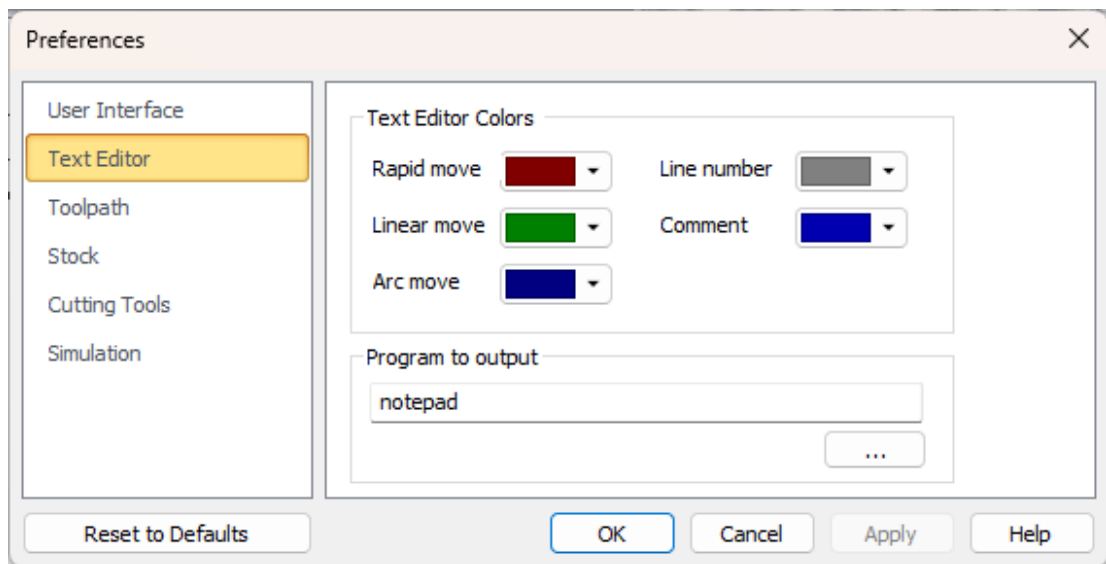 Preferences
User Interface
Text Editor
Toolpath
Stock
Cutting Tools
Simulation
Text Editor Colors
Rapid move
Line number
Linear move
Comment
Arc move
Program to output
notepad
...
Reset to Defaults
OK
Cancel
Apply
Help